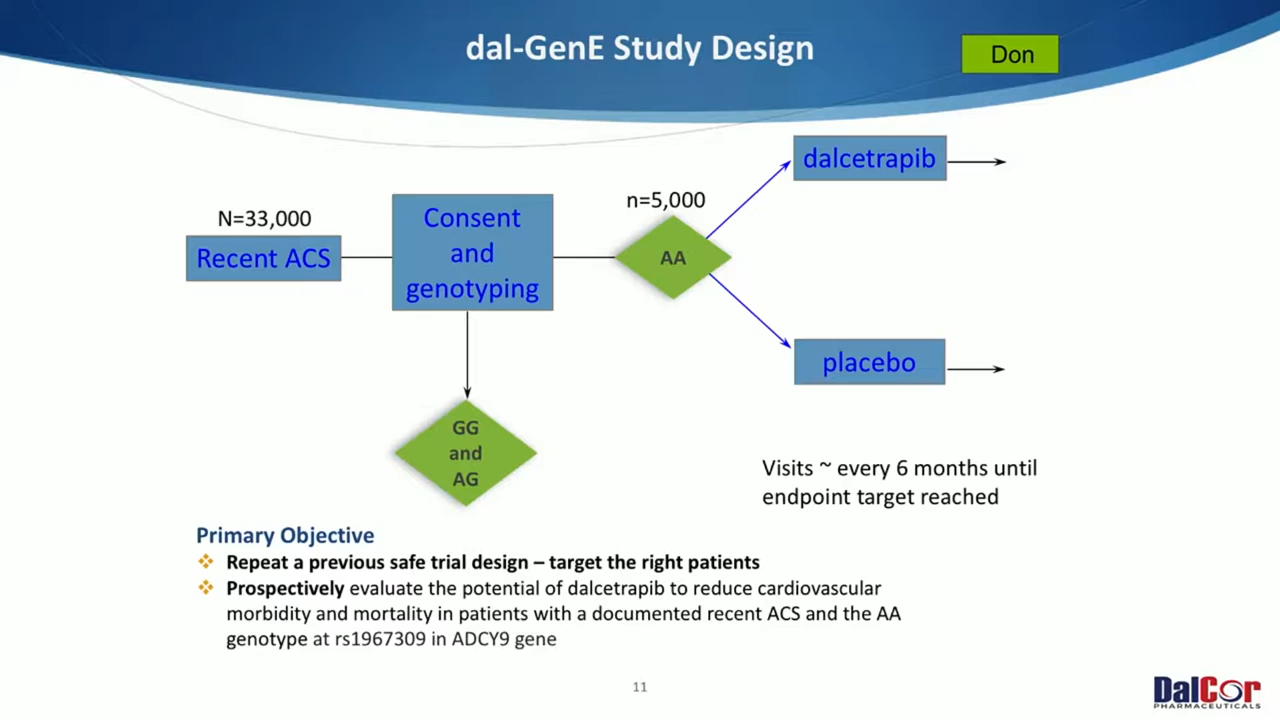 dal-GenE Study Design
Don
N=33,000
Recent ACS
Consent
and
genotyping
n=5,000
AA
dalcetrapib
placebo
GG
and
AG
Visits ~ every 6 months until
endpoint target reached
Primary Objective
Repeat a previous safe trial design – target the right patients
Prospectively evaluate the potential of dalcetrapib to reduce cardiovascular
morbidity and mortality in patients with a documented recent ACS and the AA
genotype at rs1967309 in ADCY9 gene
11
DalCor
PHARMACEUTICALS